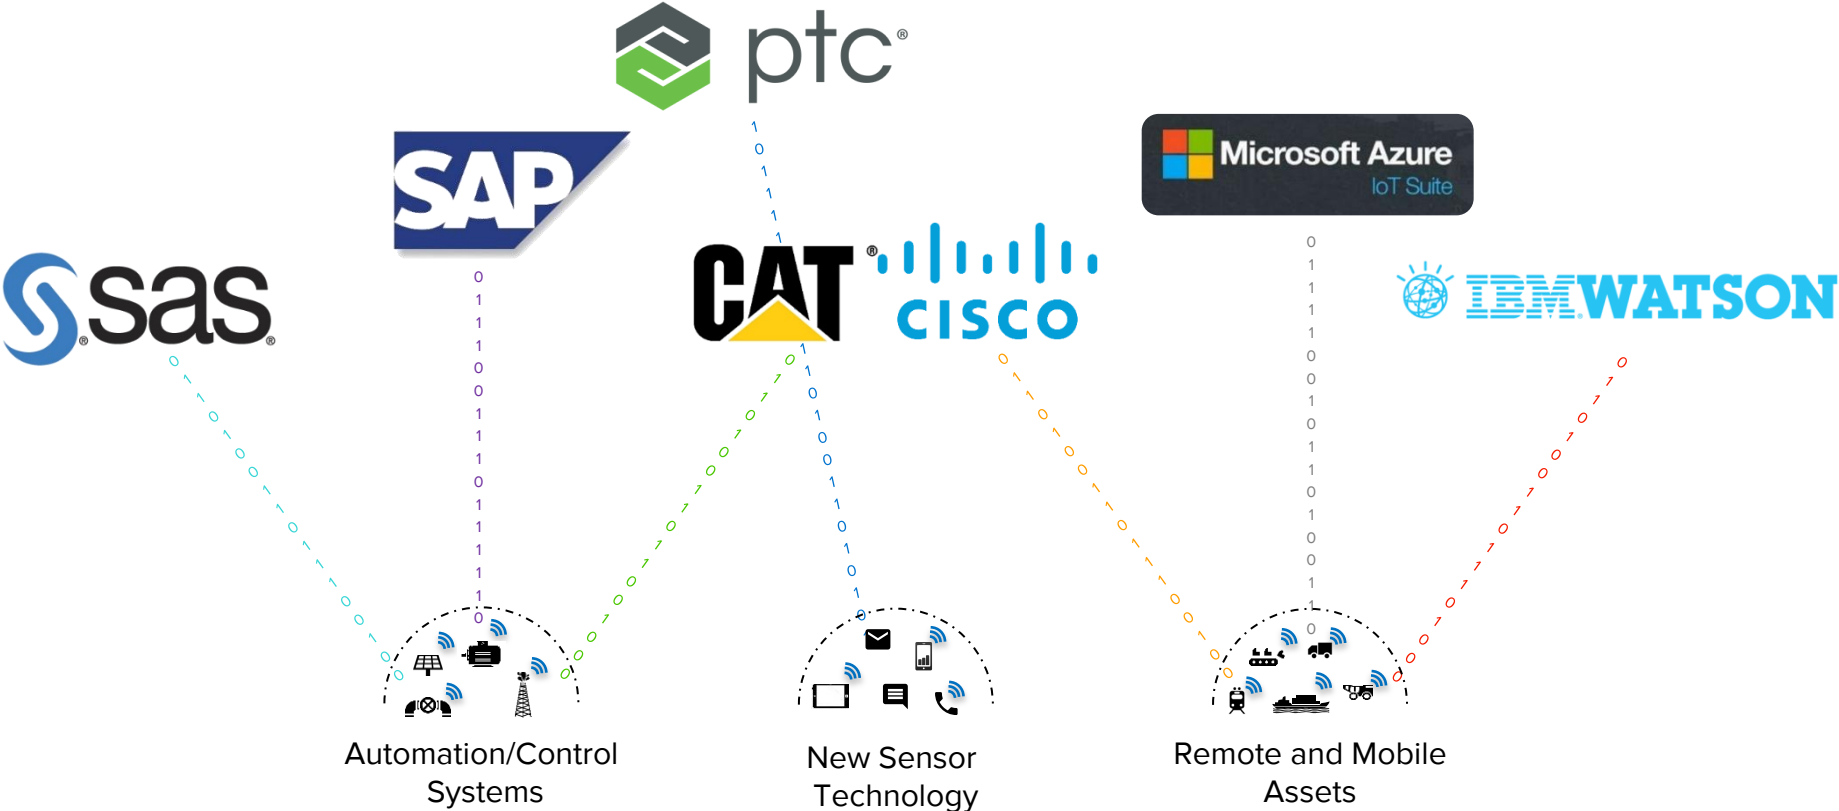 ptc®
SAP
Microsoft Azure
IoT Suite
sas
CAT®
CISCO
IBM WATSON
Automation/Control
Systems
New Sensor
Technology
Remote and Mobile
Assets